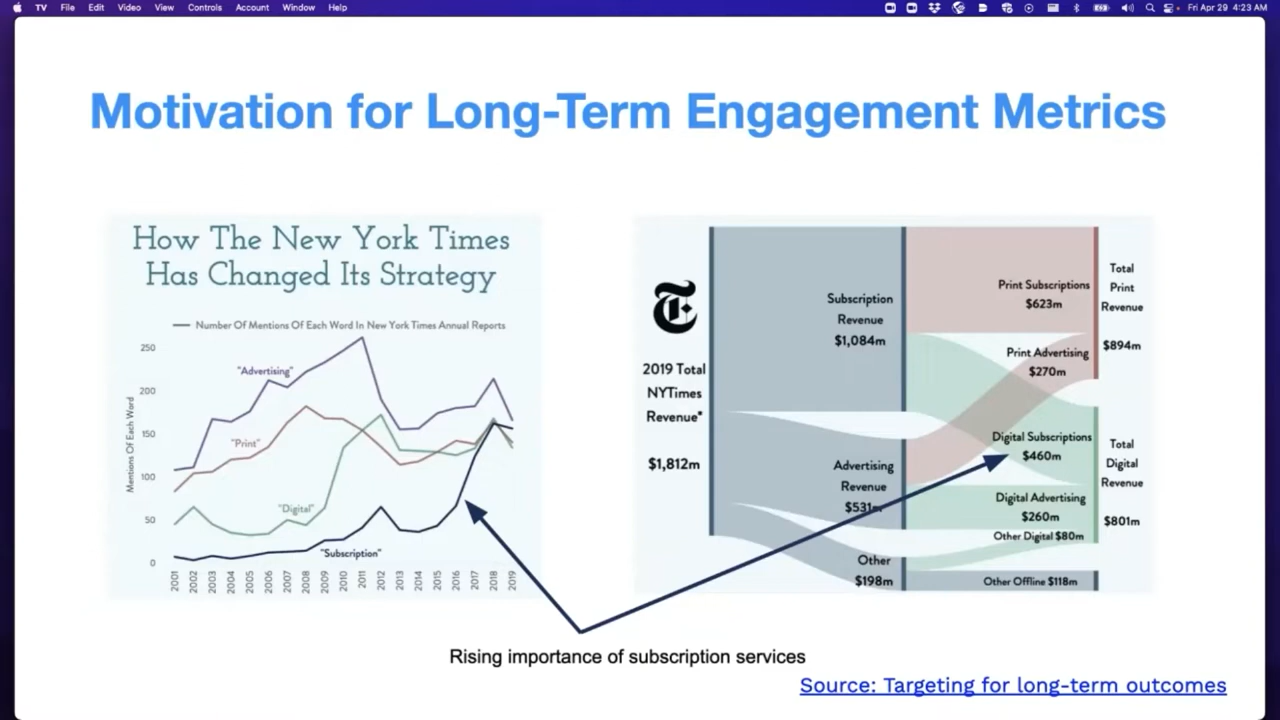 TV File Edit Video View Controls Account Window Help
Fri Apr 29 4:23 AM
Motivation for Long-Term Engagement Metrics
How The New York Times
Has Changed Its Strategy
Number Of Mentions Of Each Word In New York Times Annual Reports
Mentions Of Each Word
250
200
150
100
50
0
"Advertising"
"Print"
"Digital"
"Subscription"
2001 2002 2003 2004 2005 2006 2007 2008 2009 2010 2011 2012 2013 2014 2015 2016 2017 2018 2019
2019 Total
NYTimes
Revenue*
$1,812m
Subscription
Revenue
$1,084m
Advertising
Revenue
$531m
Other
$198m
Print Subscriptions
$623m
Print Advertising
$270m
Digital Subscriptions
$460m
Digital Advertising
$260m
Other Digital $80m
Other Offline $118m
Total
Print
Revenue
$894m
Total
Digital
Revenue
$801m
Rising importance of subscription services
Source: Targeting for long-term outcomes